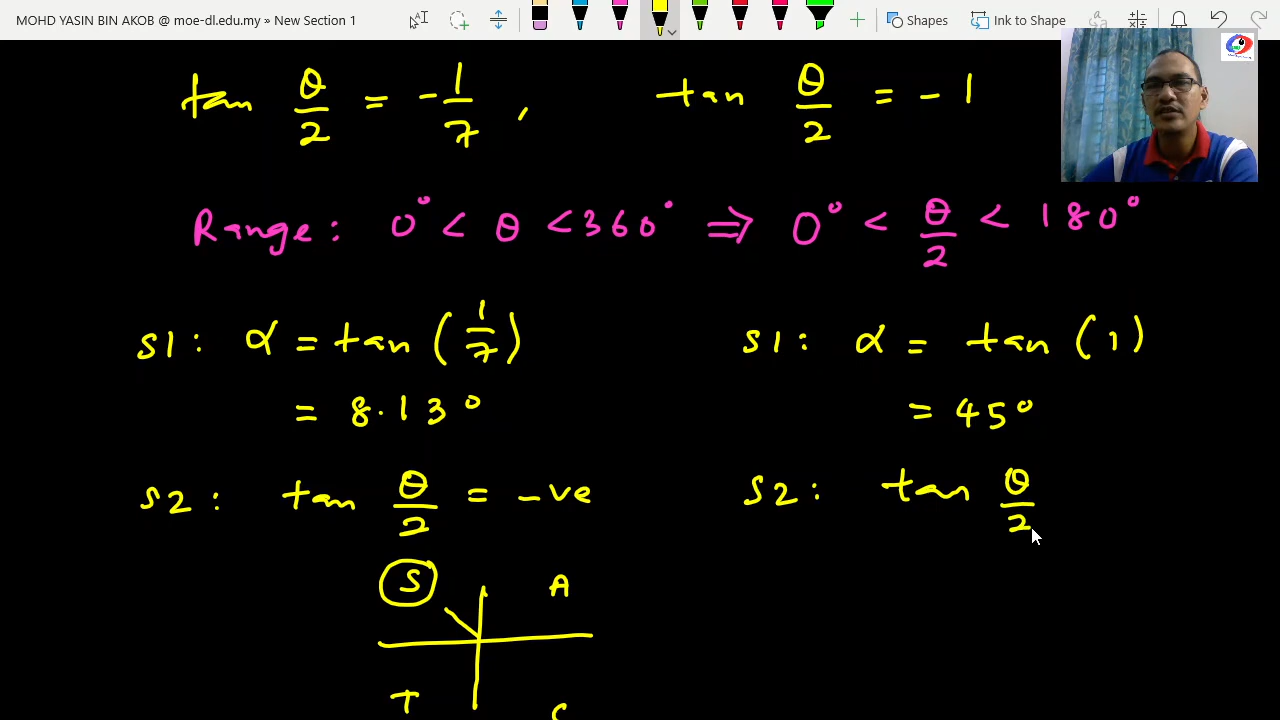 MOHD YASIN BIN AKOB @ moe-dl.edu.my » New Section 1
Shapes
Ink to Shape
tan θ/2 = -1/7 , tan θ/2 = -1
Range: 0° < θ < 360° ⇒ 0° < θ/2 < 180°
S1: α = tan (1/7)
= 8.13°
S2: tan θ/2 = -ve
S A
T C
S1: α = tan (1)
= 45°
S2: tan θ/2